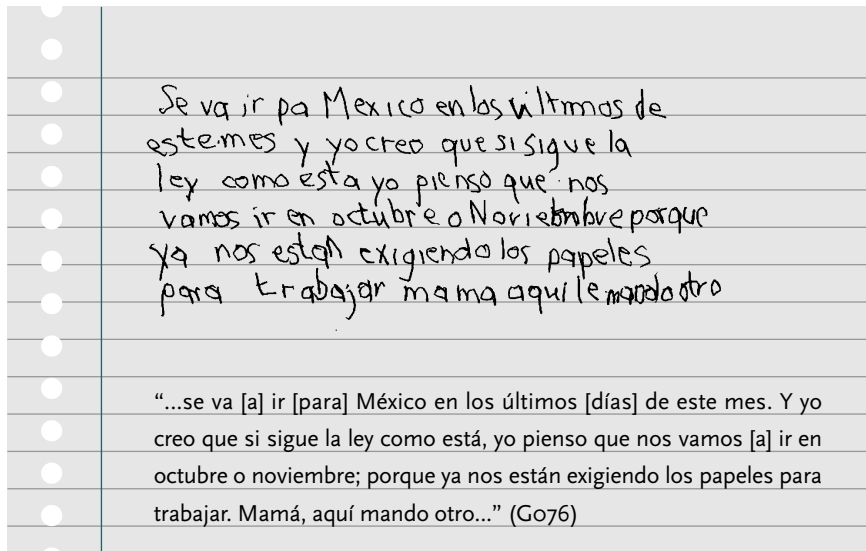 Se va ir pa Mexico en los ultimos de
este mes y yo creo que si sigue la
ley como esta yo pienso que nos
vamos ir en octubre o Noviembre porque
ya nos estan exigiendo los papeles
para trabajar mama aqui le mando otro
“...se va [a] ir [para] México en los últimos [días] de este mes. Y yo
creo que si sigue la ley como está, yo pienso que nos vamos [a] ir en
octubre o noviembre; porque ya nos están exigiendo los papeles para
trabajar. Mamá, aquí mando otro...” (G076)